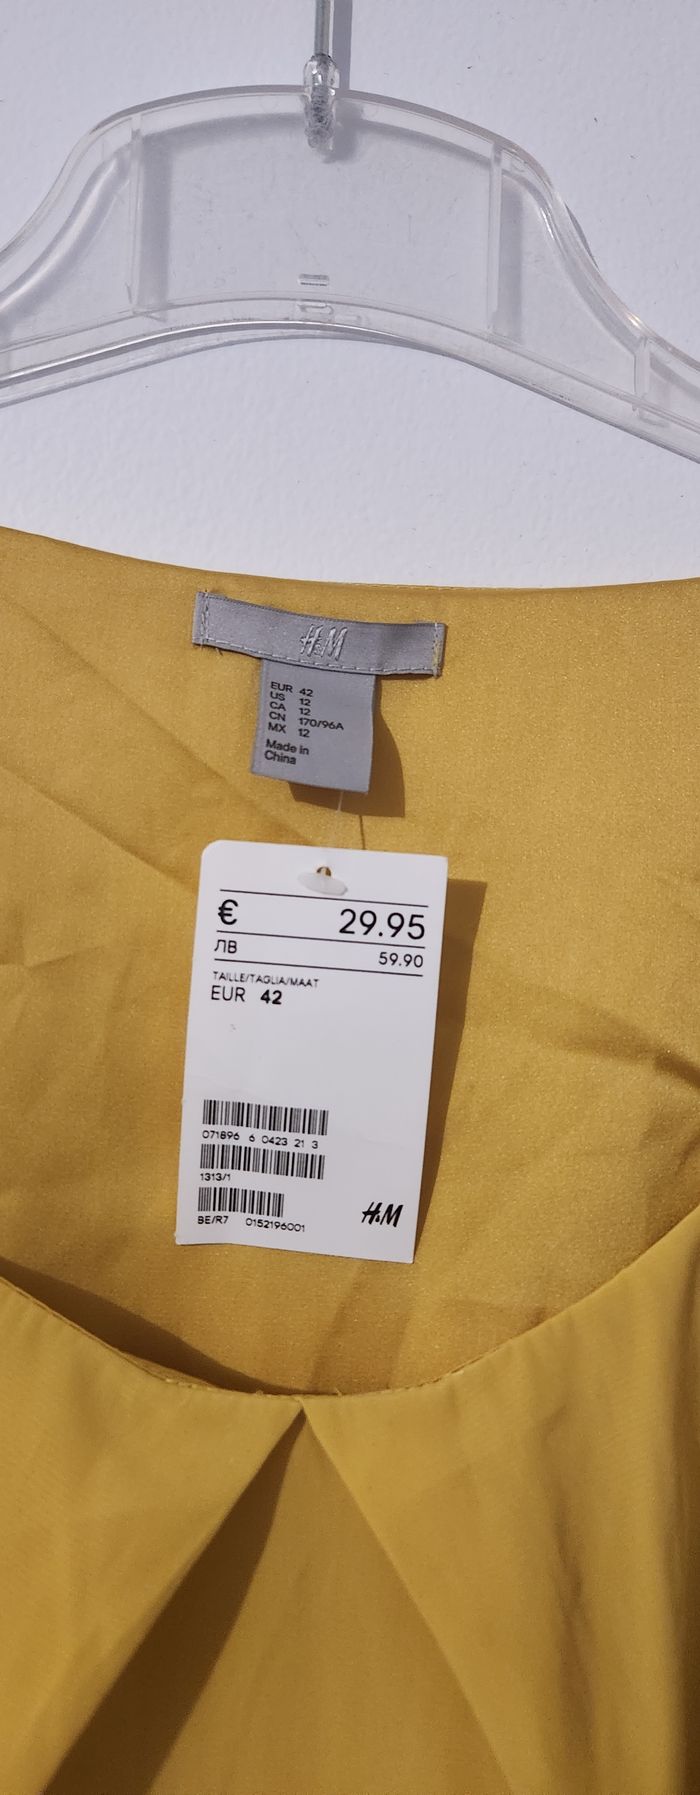 H&M
EUR 42
US 12
CA 12
CN 170/96A
MX 12
Made in
China
€ 29.95
ЛВ 59.90
TAILLE/TAGLIA/MAAT
EUR 42
071896 6 0423 21 3
1313/1
BE/R7 0152196001
H&M